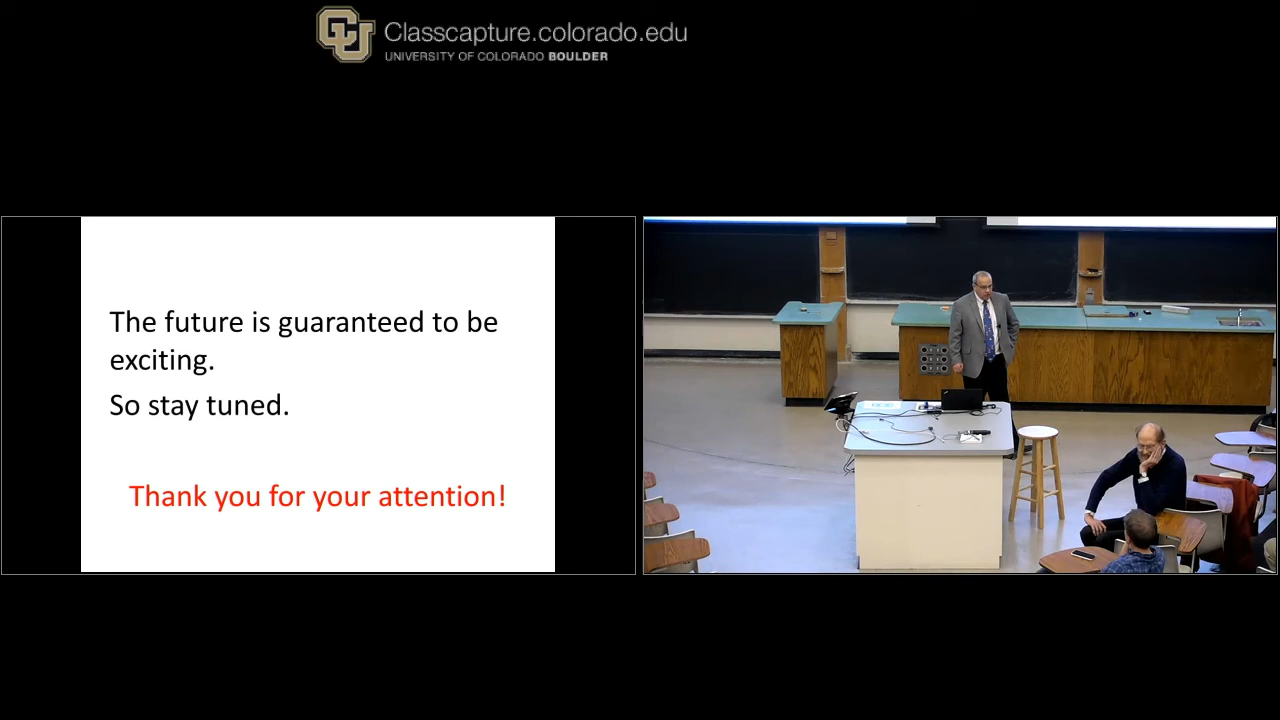 Classcapture.colorado.edu
UNIVERSITY OF COLORADO BOULDER
The future is guaranteed to be
exciting.
So stay tuned.
Thank you for your attention!